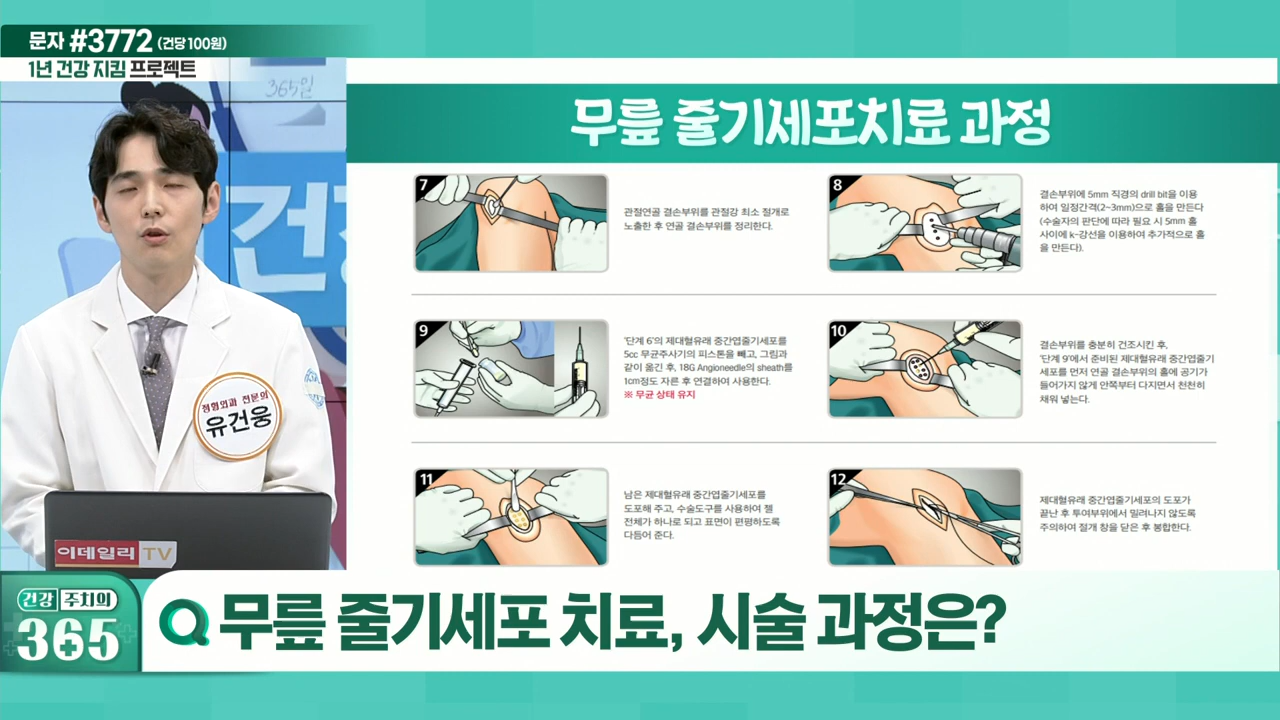 문자 #3772 (건당 100원)
1년 건강 지킴 프로젝트
365일
건강
무릎 줄기세포치료 과정
7
관절연골 결손부위를 관절강 최소 절개로
노출한 후 연골 결손부위를 정리한다.
8
결손부위에 5mm 직경의 drill bit을 이용
하여 일정간격(2~3mm)으로 홀을 만든다
(수술자의 판단에 따라 필요 시 5mm 홀
사이에 k-강선을 이용하여 추가적으로 홀
을 만든다).
9
'단계 6'의 제대혈유래 중간엽줄기세포를
5cc 무균주사기의 피스톤을 빼고, 그림과
같이 옮긴 후, 18G Angioneedle의 sheath를
1cm정도 자른 후 연결하여 사용한다.
※ 무균 상태 유지
10
결손부위를 충분히 건조시킨 후,
'단계 9'에서 준비된 제대혈유래 중간엽줄기
세포를 먼저 연골 결손부위의 홀에 공기가
들어가지 않게 안쪽부터 다지면서 천천히
채워 넣는다.
11
남은 제대혈유래 중간엽줄기세포를
도포해 주고, 수술도구를 사용하여 젤
전체가 하나로 되고 표면이 편평하도록
다듬어 준다.
12
제대혈유래 중간엽줄기세포의 도포가
끝난 후 투여부위에서 밀려나지 않도록
주의하여 절개 창을 닫은 후 봉합한다.
정형외과 전문의
유건웅
이데일리TV
건강 주치의
365
Q 무릎 줄기세포 치료, 시술 과정은?